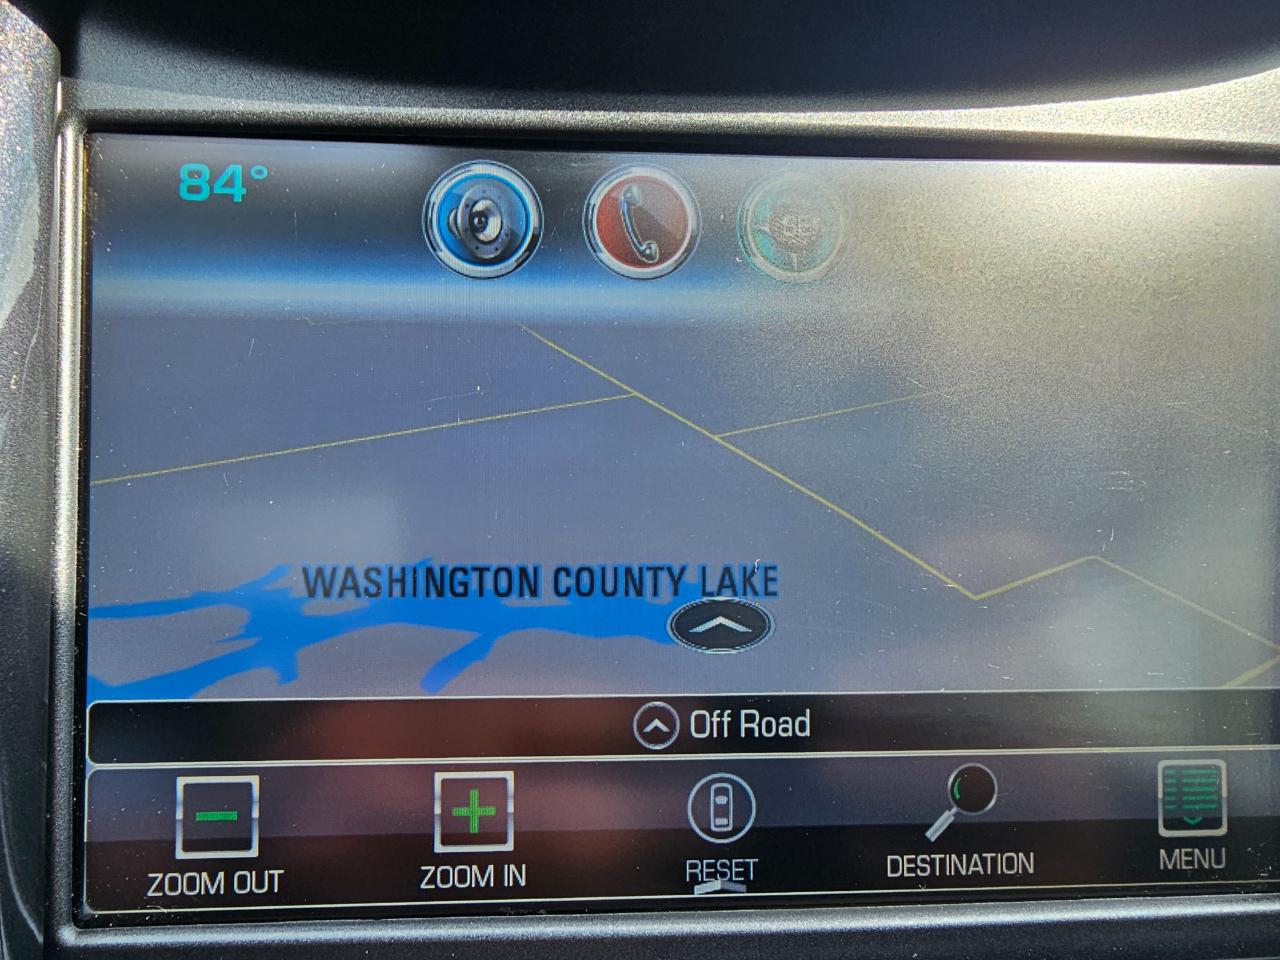 84°
WASHINGTON COUNTY LAKE
Off Road
ZOOM OUT
ZOOM IN
RESET
DESTINATION
MENU